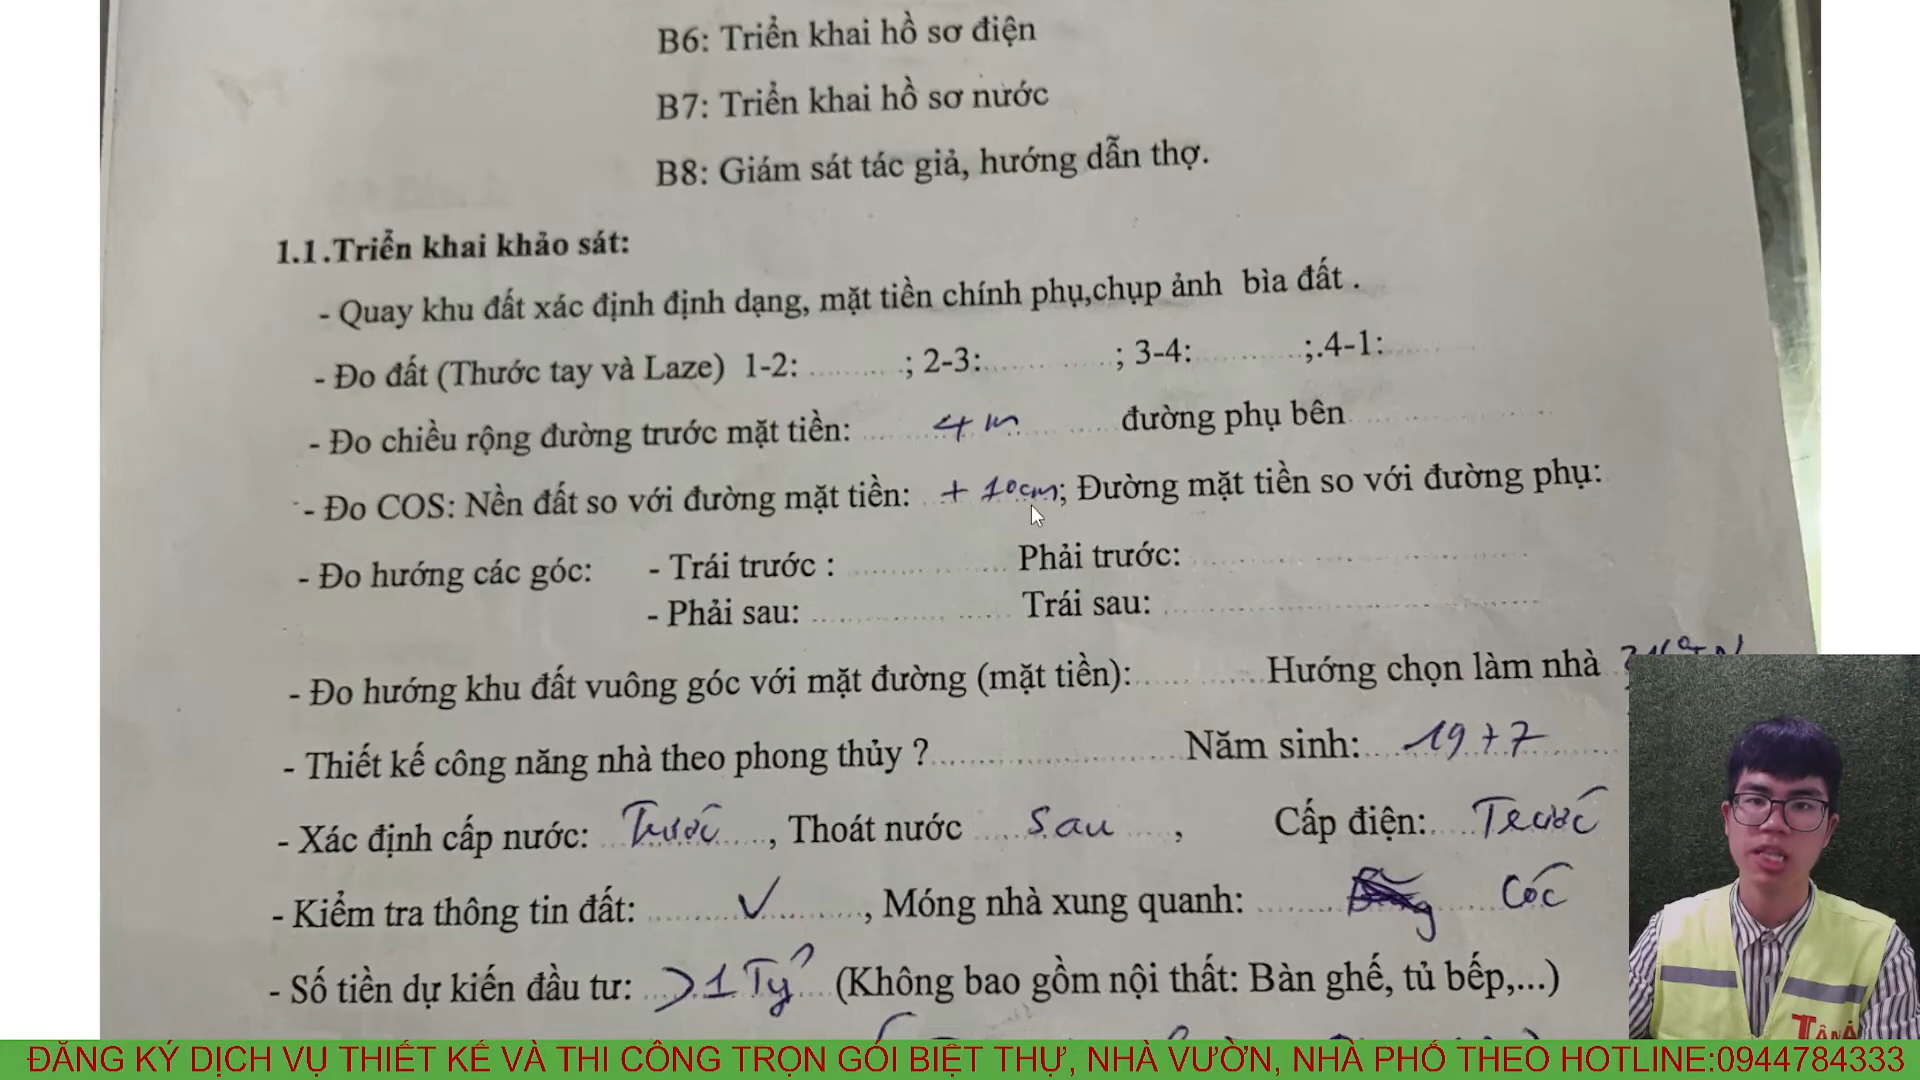 B6: Triển khai hồ sơ điện
B7: Triển khai hồ sơ nước
B8: Giám sát tác giả, hướng dẫn thợ.
1.1.Triển khai khảo sát:
- Quay khu đất xác định định dạng, mặt tiền chính phụ,chụp ảnh bìa đất .
- Đo đất (Thước tay và Laze) 1-2: ..........; 2-3:..............; 3-4:............;.4-1:
- Đo chiều rộng đường trước mặt tiền: 4 m đường phụ bên
- Đo COS: Nền đất so với đường mặt tiền: + 10cm; Đường mặt tiền so với đường phụ:
- Đo hướng các góc: - Trái trước : Phải trước:
- Phải sau: Trái sau:
- Đo hướng khu đất vuông góc với mặt đường (mặt tiền): Hướng chọn làm nhà
- Thiết kế công năng nhà theo phong thủy ? Năm sinh:
- Xác định cấp nước: Trước, Thoát nước sau , Cấp điện: Trước
- Kiểm tra thông tin đất: ✓, Móng nhà xung quanh: Cốc
- Số tiền dự kiến đầu tư: >1 Tỷ (Không bao gồm nội thất: Bàn ghế, tủ bếp,...)
ĐĂNG KÝ DỊCH VỤ THIẾT KẾ VÀ THI CÔNG TRỌN GÓI BIỆT THỰ, NHÀ VƯỜN, NHÀ PHỐ THEO HOTLINE:0944784333